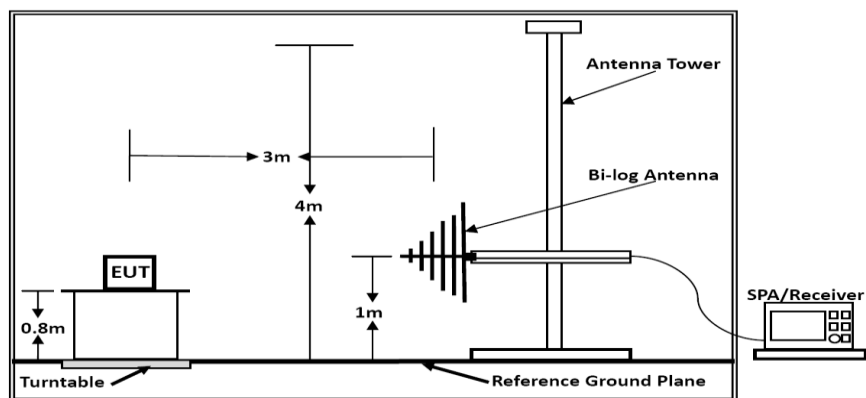 Antenna Tower
3m
Bi-log Antenna
4m
EUT
SPA/Receiver
0.8m
1m
Turntable
Reference Ground Plane